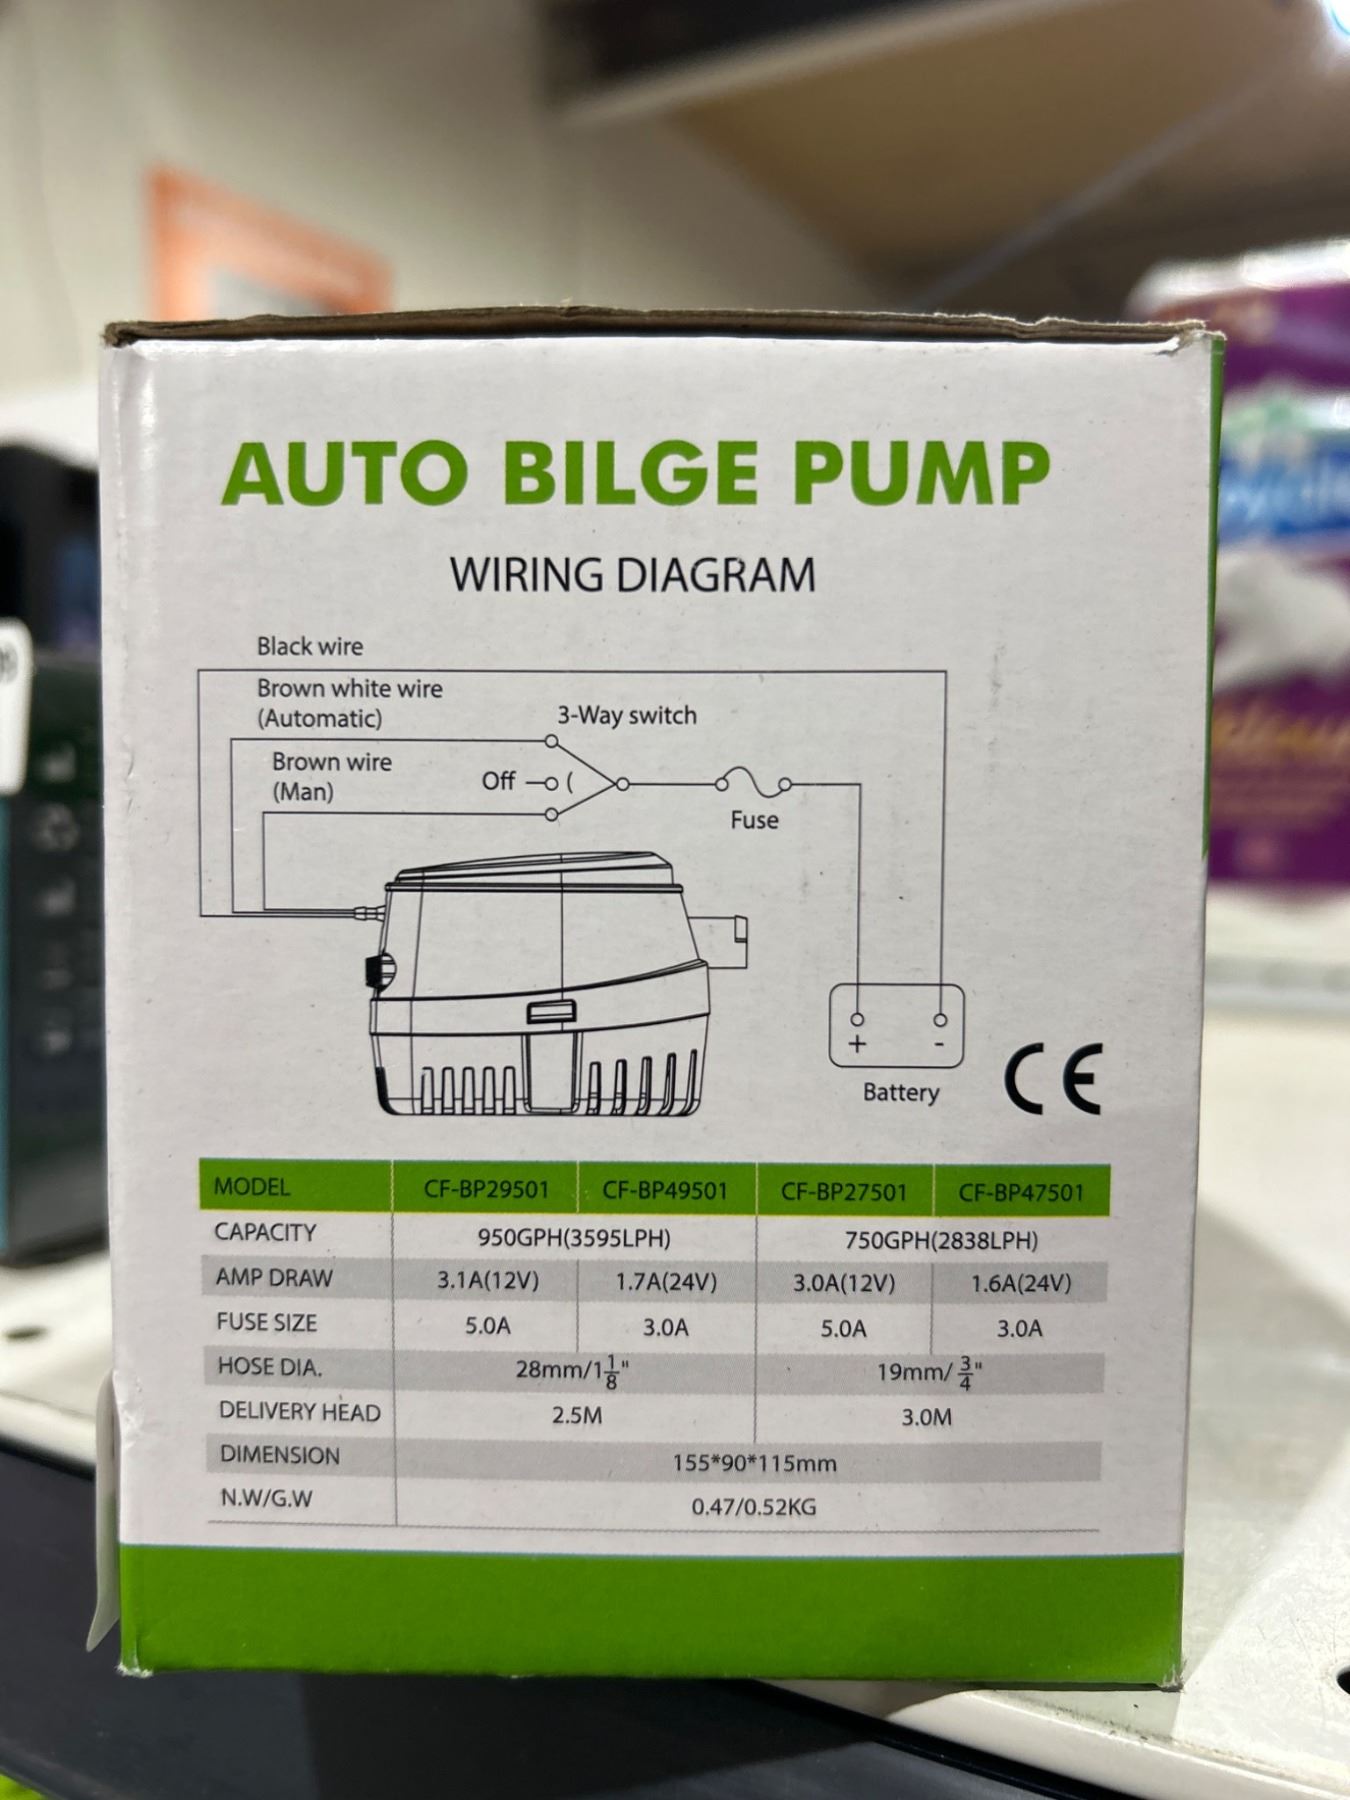 AUTO BILGE PUMP
WIRING DIAGRAM
Black wire
Brown white wire
(Automatic)
3-Way switch
Brown wire
(Man)
Off
Fuse
+ -
Battery
CE
MODEL CF-BP29501 CF-BP49501 CF-BP27501 CF-BP47501
CAPACITY 950GPH(3595LPH) 750GPH(2838LPH)
AMP DRAW 3.1A(12V) 1.7A(24V) 3.0A(12V) 1.6A(24V)
FUSE SIZE 5.0A 3.0A 5.0A 3.0A
HOSE DIA. 28mm/1 1/8" 19mm/ 3/4"
DELIVERY HEAD 2.5M 3.0M
DIMENSION 155*90*115mm
N.W/G.W 0.47/0.52KG